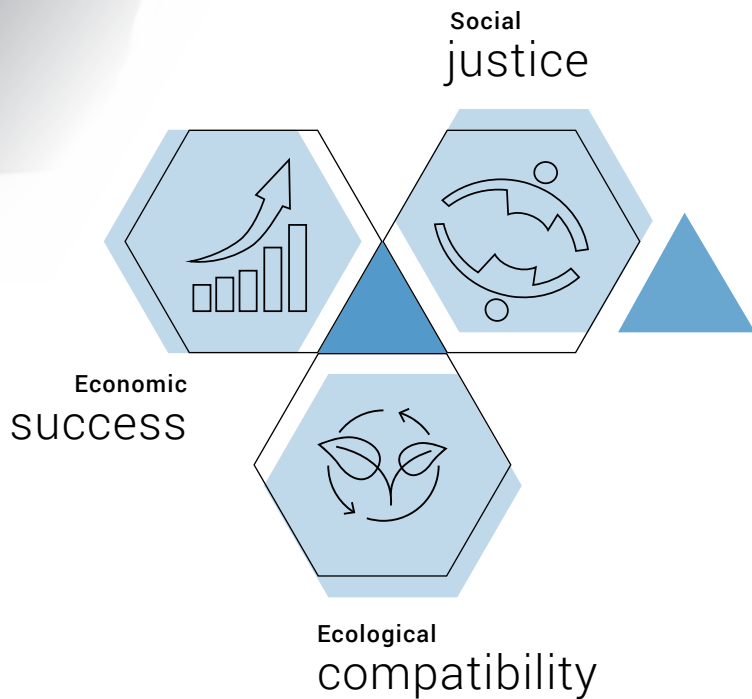 Social
justice
Economic
success
Ecological
compatibility